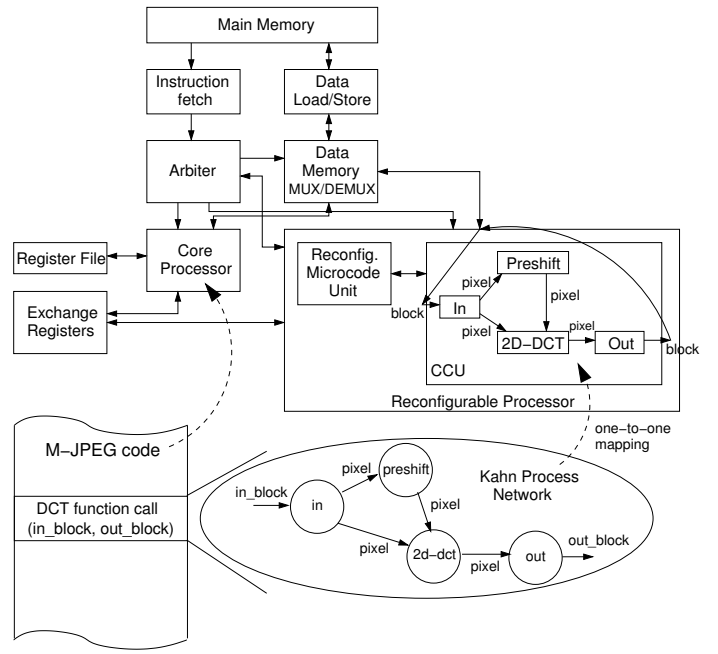 Main Memory
Instruction
fetch
Data
Load/Store
Arbiter
Data
Memory
MUX/DEMUX
Register File
Core
Processor
Exchange
Registers
Reconfig.
Microcode
Unit
Preshift
pixel
pixel
In
block
pixel
pixel
2D-DCT
Out
block
CCU
Reconfigurable Processor
one-to-one
mapping
M-JPEG code
DCT function call
(in_block, out_block)
Kahn Process
Network
in_block
in
pixel
preshift
pixel
pixel
2d-dct
pixel
out
out_block